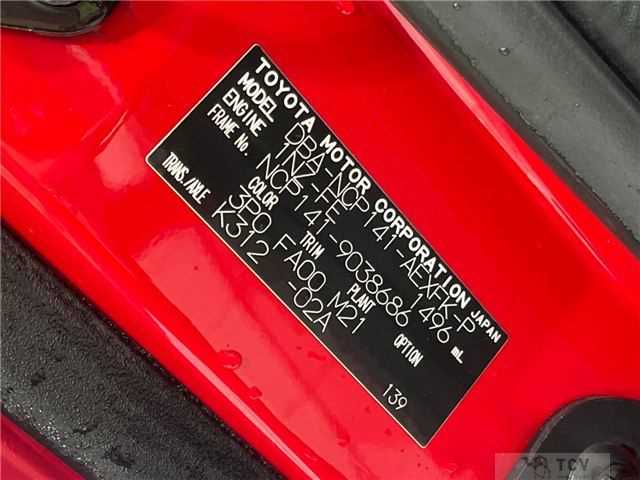 TOYOTA MOTOR CORPORATION JAPAN
MODEL DBA-NCP141-AEXFK-P
ENGINE 1NZ-FE 1496 mL
FRAME No. NCP141-9038686
COLOR TRIM PLANT OPTION
3P0 FA00 M21
TRANS./AXLE K312 -02A
139
TCV